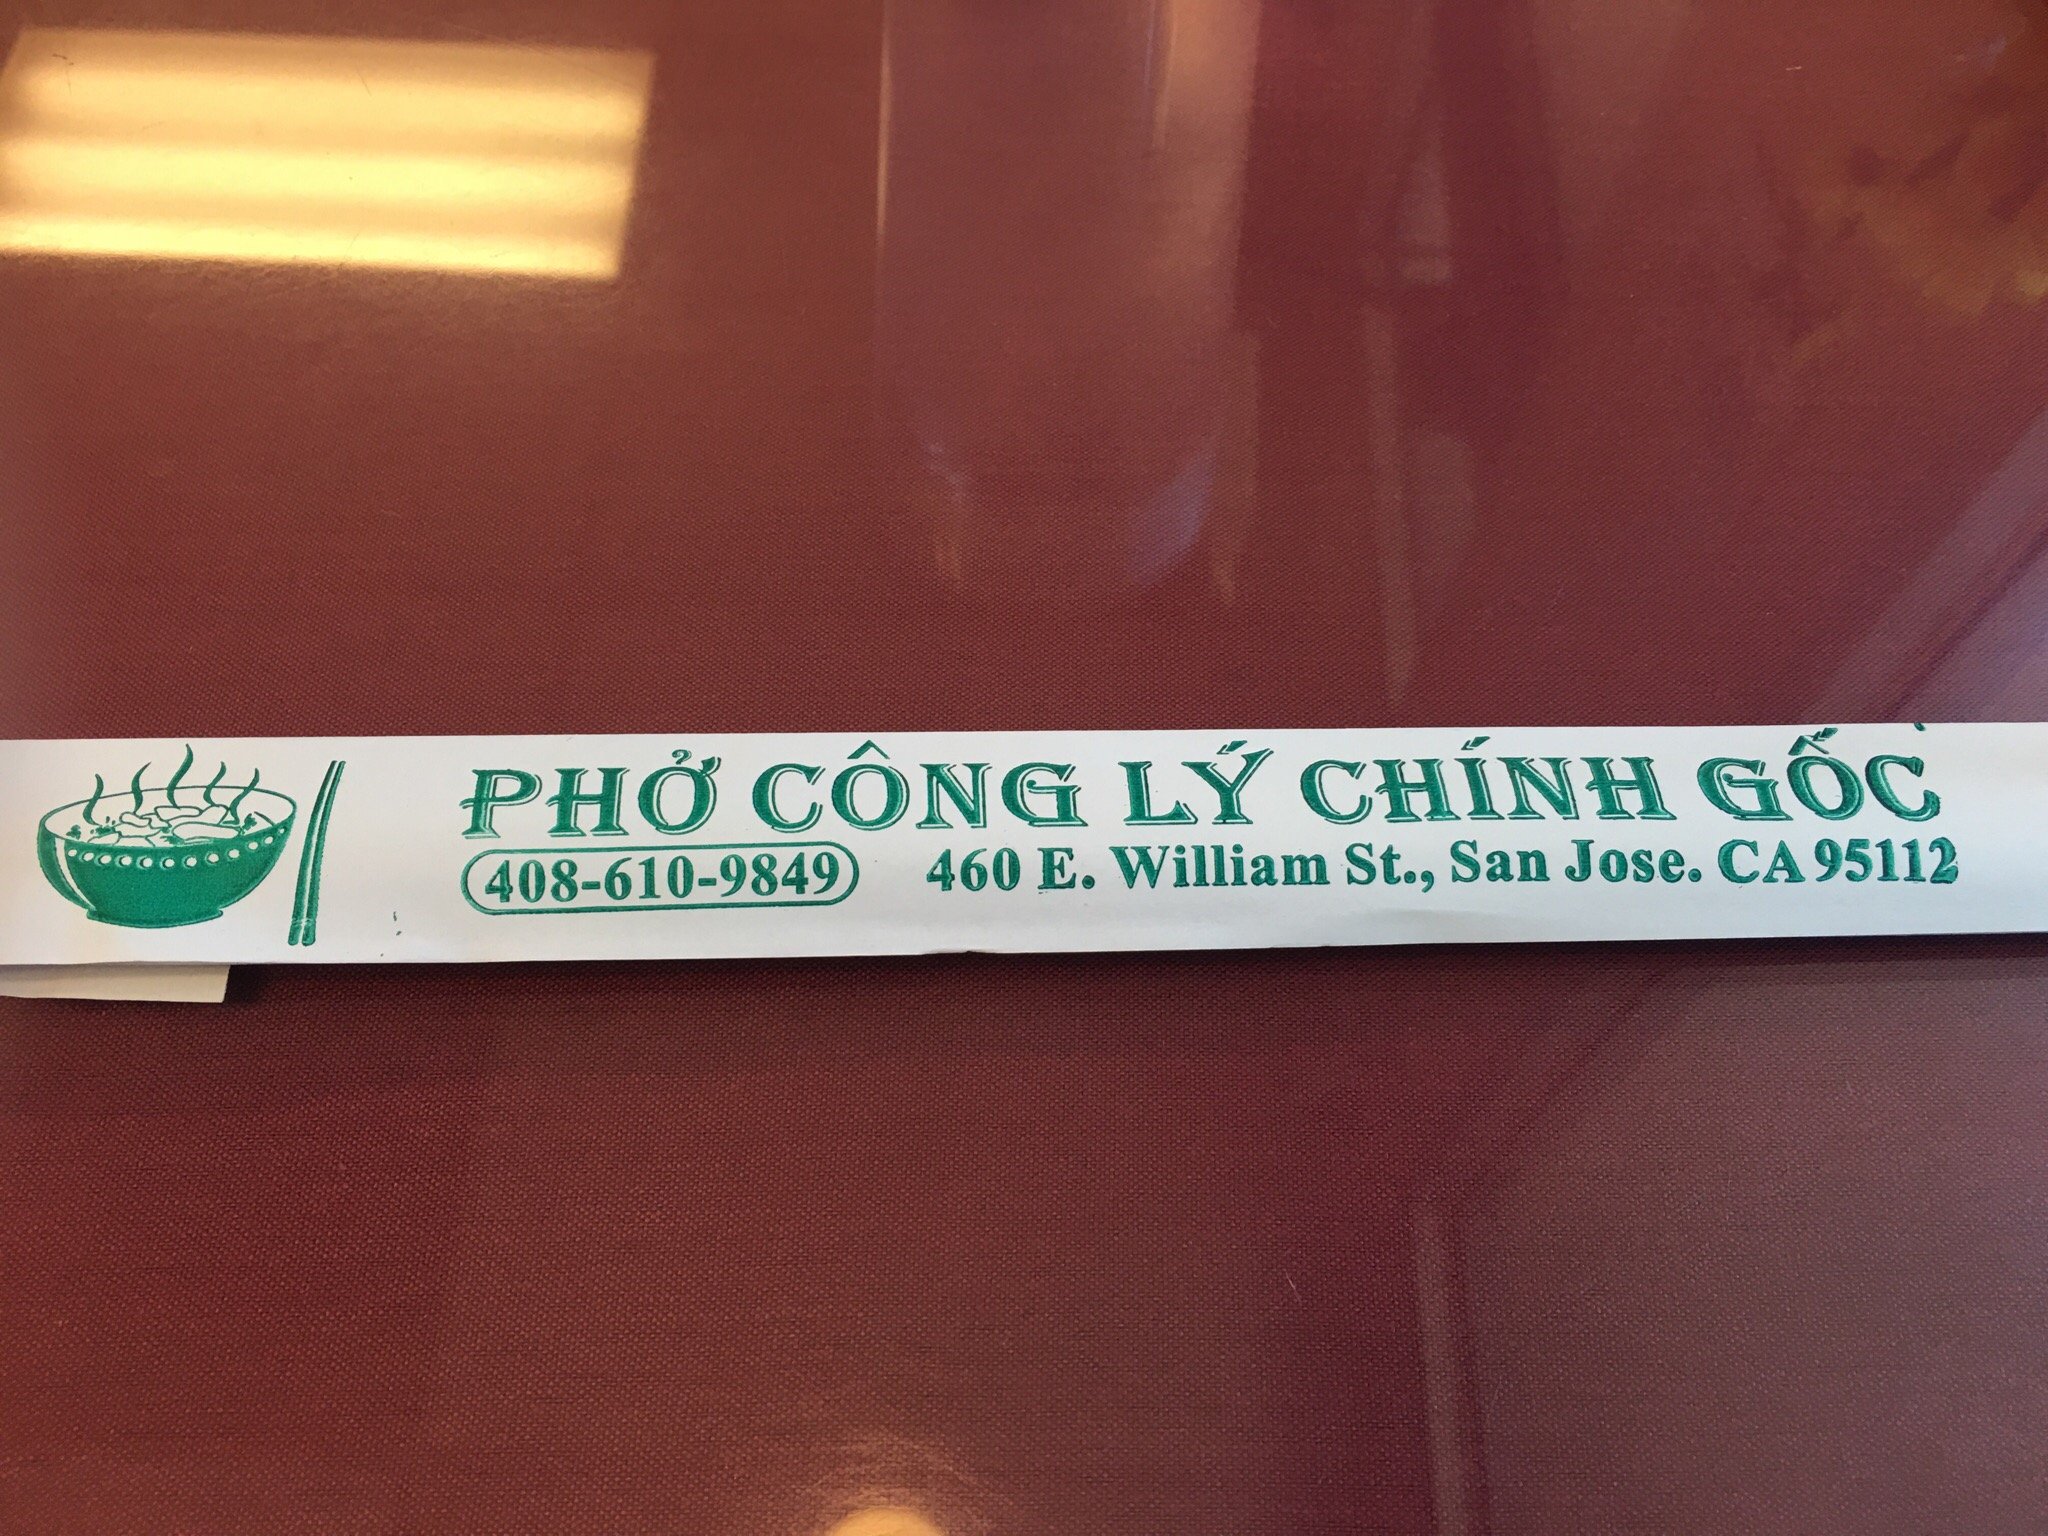 PHỞ CÔNG LÝ CHÍNH GỐC
408-610-9849 460 E. William St., San Jose. CA 95112